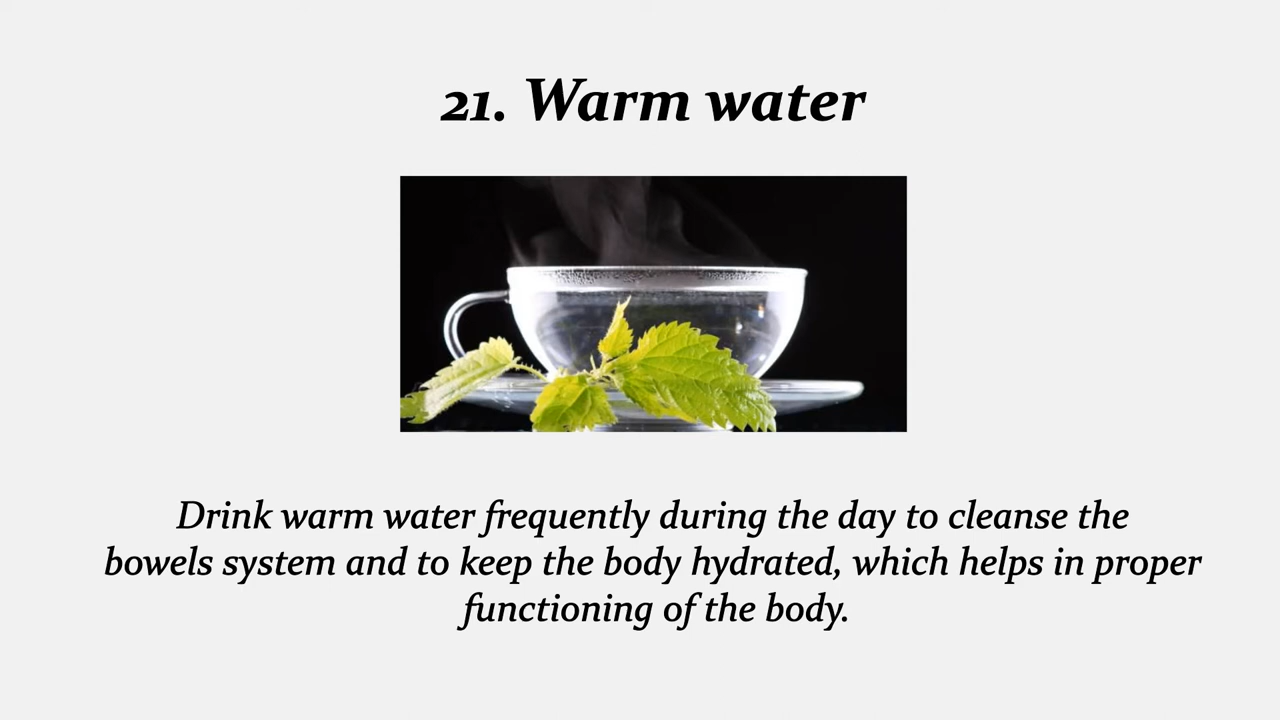 21. Warm water
Drink warm water frequently during the day to cleanse the
bowels system and to keep the body hydrated, which helps in proper
functioning of the body.